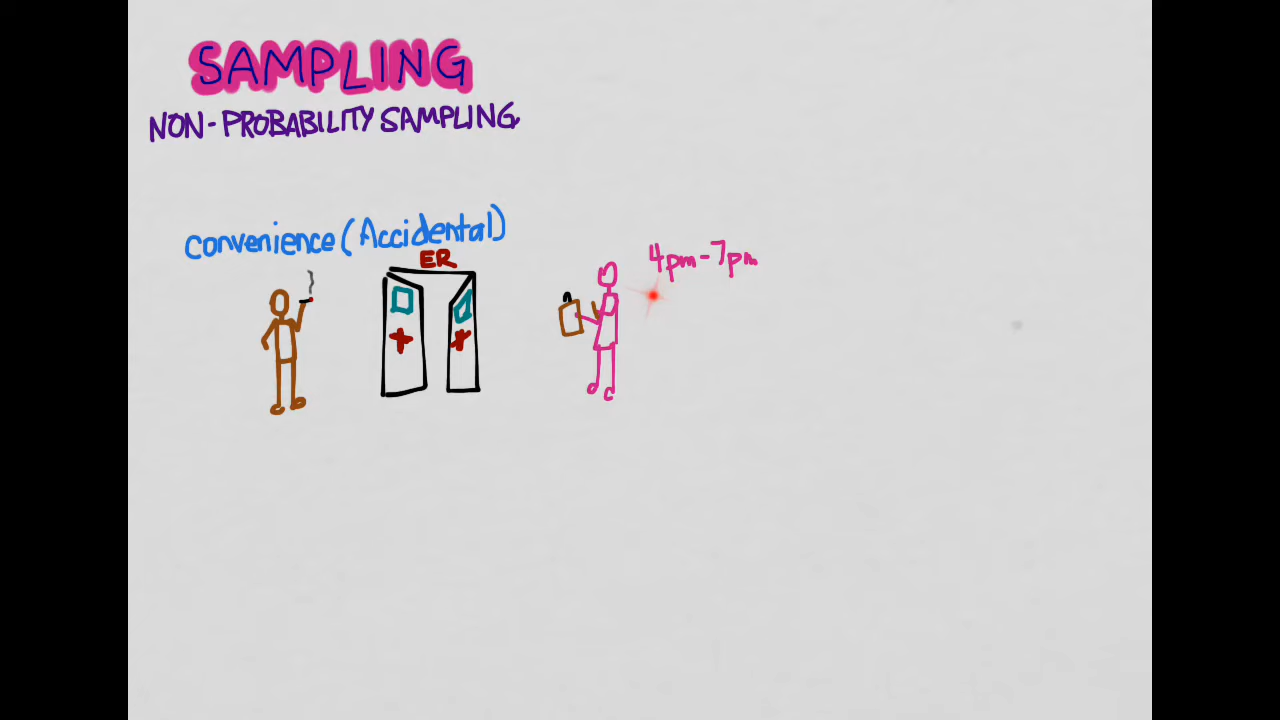 SAMPLING
NON-PROBABILITY SAMPLING
convenience (Accidental)
ER
4pm-7pm